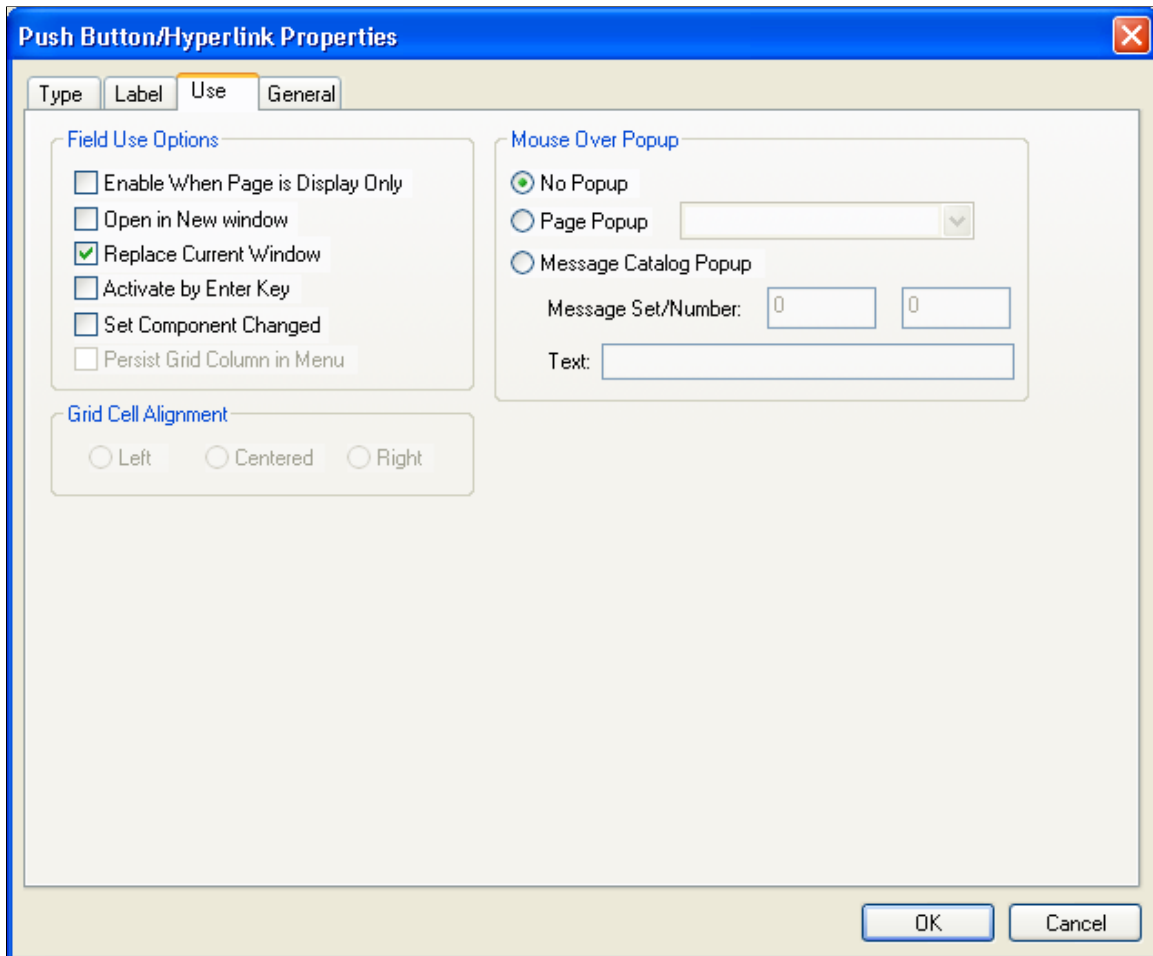 Push Button/Hyperlink Properties
Type Label Use General
Field Use Options
Enable When Page is Display Only
Open in New window
Replace Current Window
Activate by Enter Key
Set Component Changed
Persist Grid Column in Menu
Grid Cell Alignment
Left Centered Right
Mouse Over Popup
No Popup
Page Popup
Message Catalog Popup
Message Set/Number: 0 0
Text:
OK Cancel